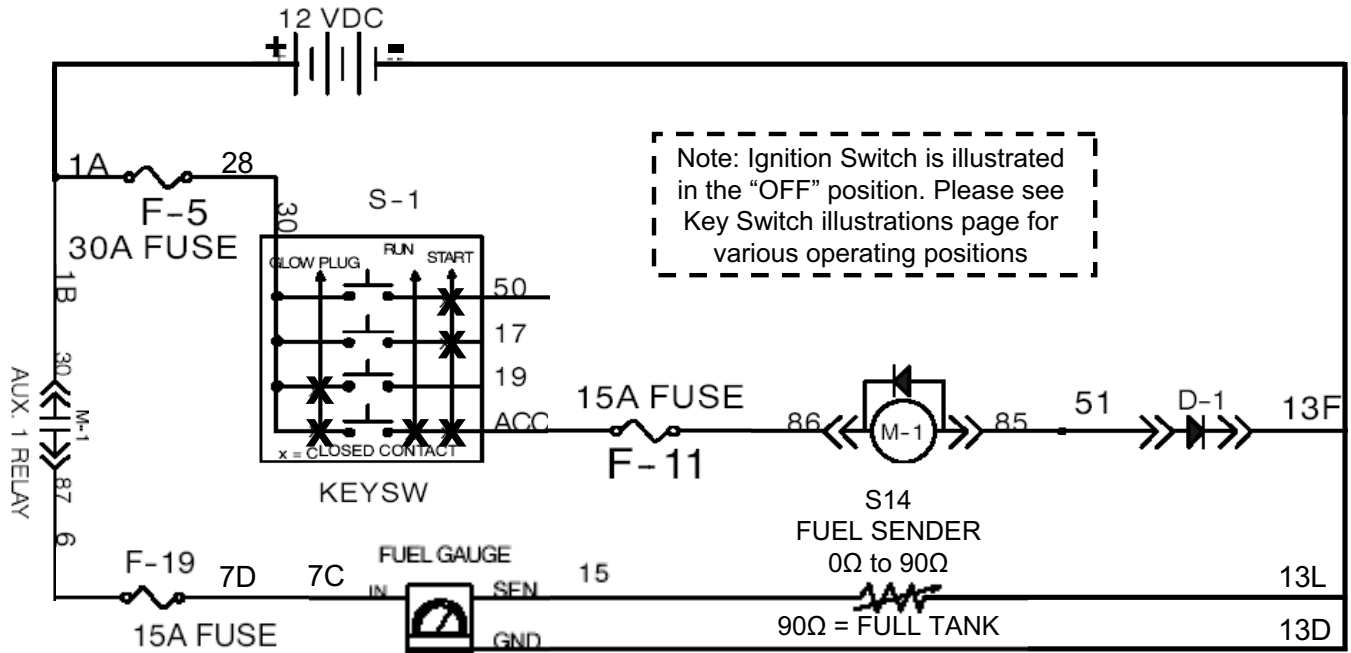 12 VDC
+
-
1A
28
F-5
30A FUSE
30
S-1
Note: Ignition Switch is illustrated
in the “OFF” position. Please see
Key Switch illustrations page for
various operating positions
GLOW PLUG
RUN
START
50
17
19
ACC
x = CLOSED CONTACT
KEYSW
1B
30
M-1
AUX. 1 RELAY
87
6
15A FUSE
F-11
86
M-1
85
51
D-1
13F
S14
FUEL SENDER
0Ω to 90Ω
90Ω = FULL TANK
F-19
15A FUSE
7D
7C
FUEL GAUGE
IN
SEN
GND
15
13L
13D